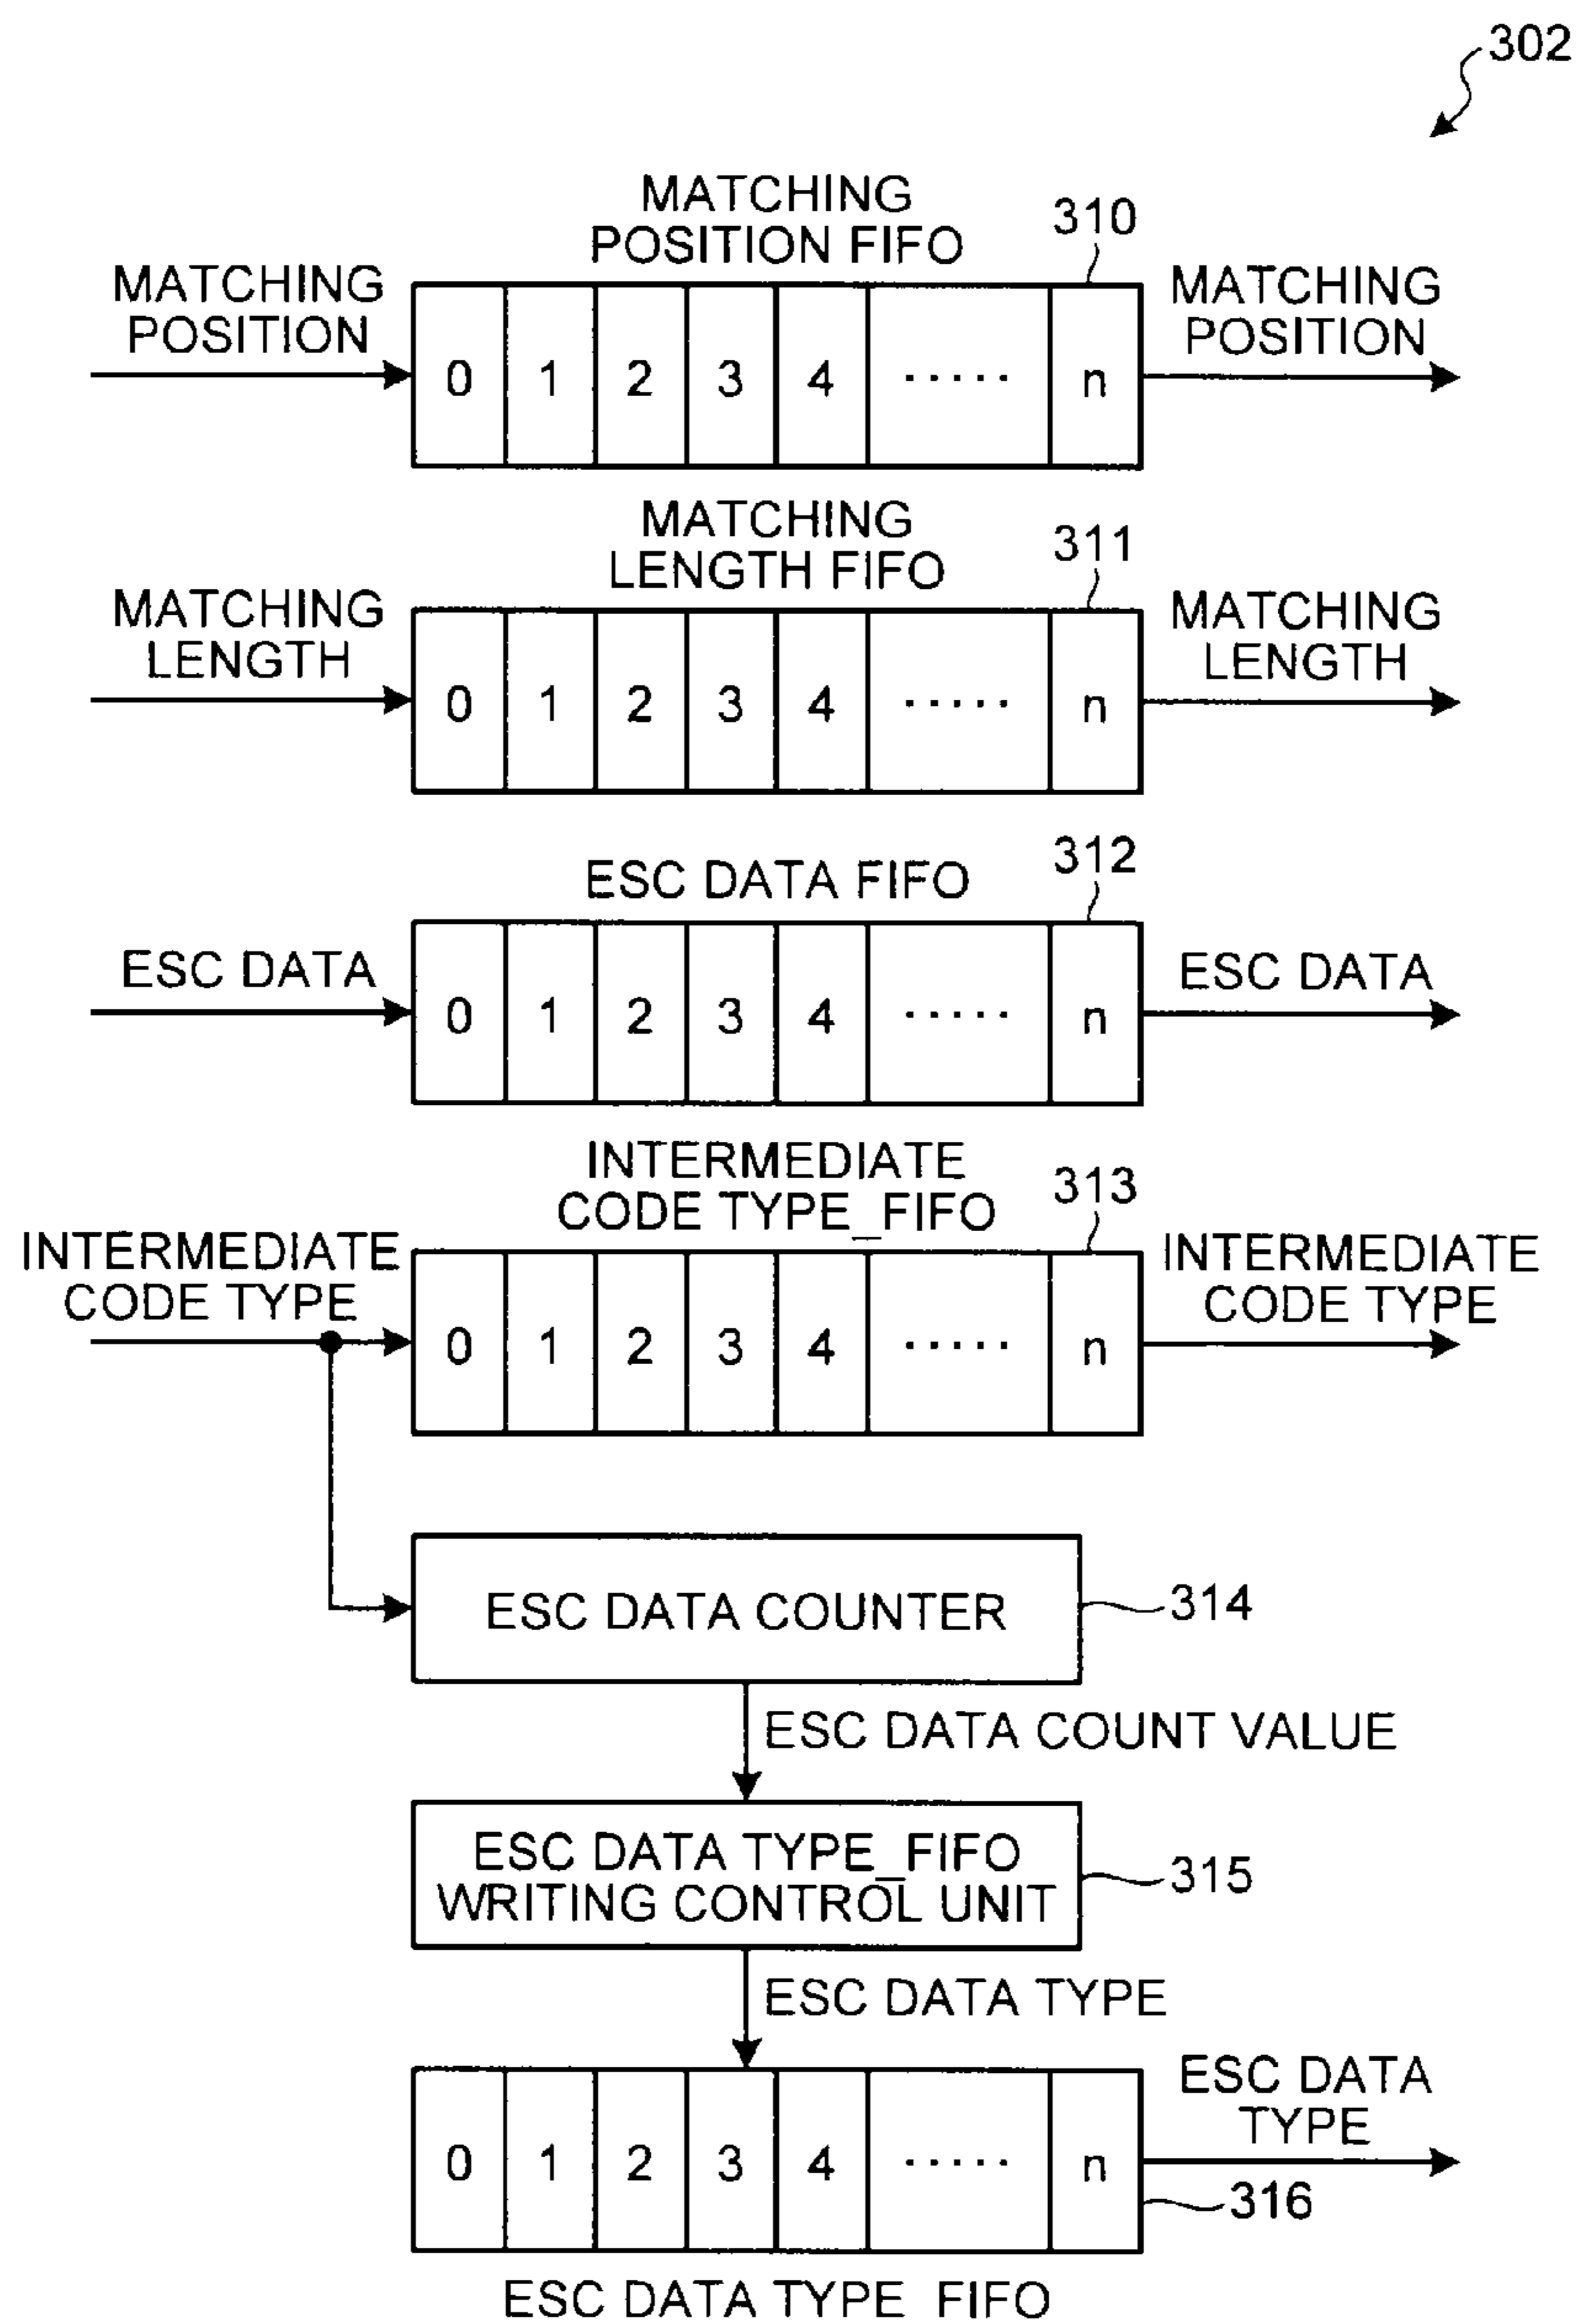 302
MATCHING
POSITION FIFO
310
MATCHING
POSITION
0 1 2 3 4 ····· n
MATCHING
POSITION
MATCHING
LENGTH FIFO
311
MATCHING
LENGTH
0 1 2 3 4 ····· n
MATCHING
LENGTH
ESC DATA FIFO
312
ESC DATA
0 1 2 3 4 ····· n
ESC DATA
INTERMEDIATE
CODE TYPE_FIFO
313
INTERMEDIATE
CODE TYPE
0 1 2 3 4 ····· n
INTERMEDIATE
CODE TYPE
ESC DATA COUNTER
314
ESC DATA COUNT VALUE
ESC DATA TYPE_FIFO
WRITING CONTROL UNIT
315
ESC DATA TYPE
0 1 2 3 4 ····· n
ESC DATA
TYPE
316
ESC DATA TYPE FIFO